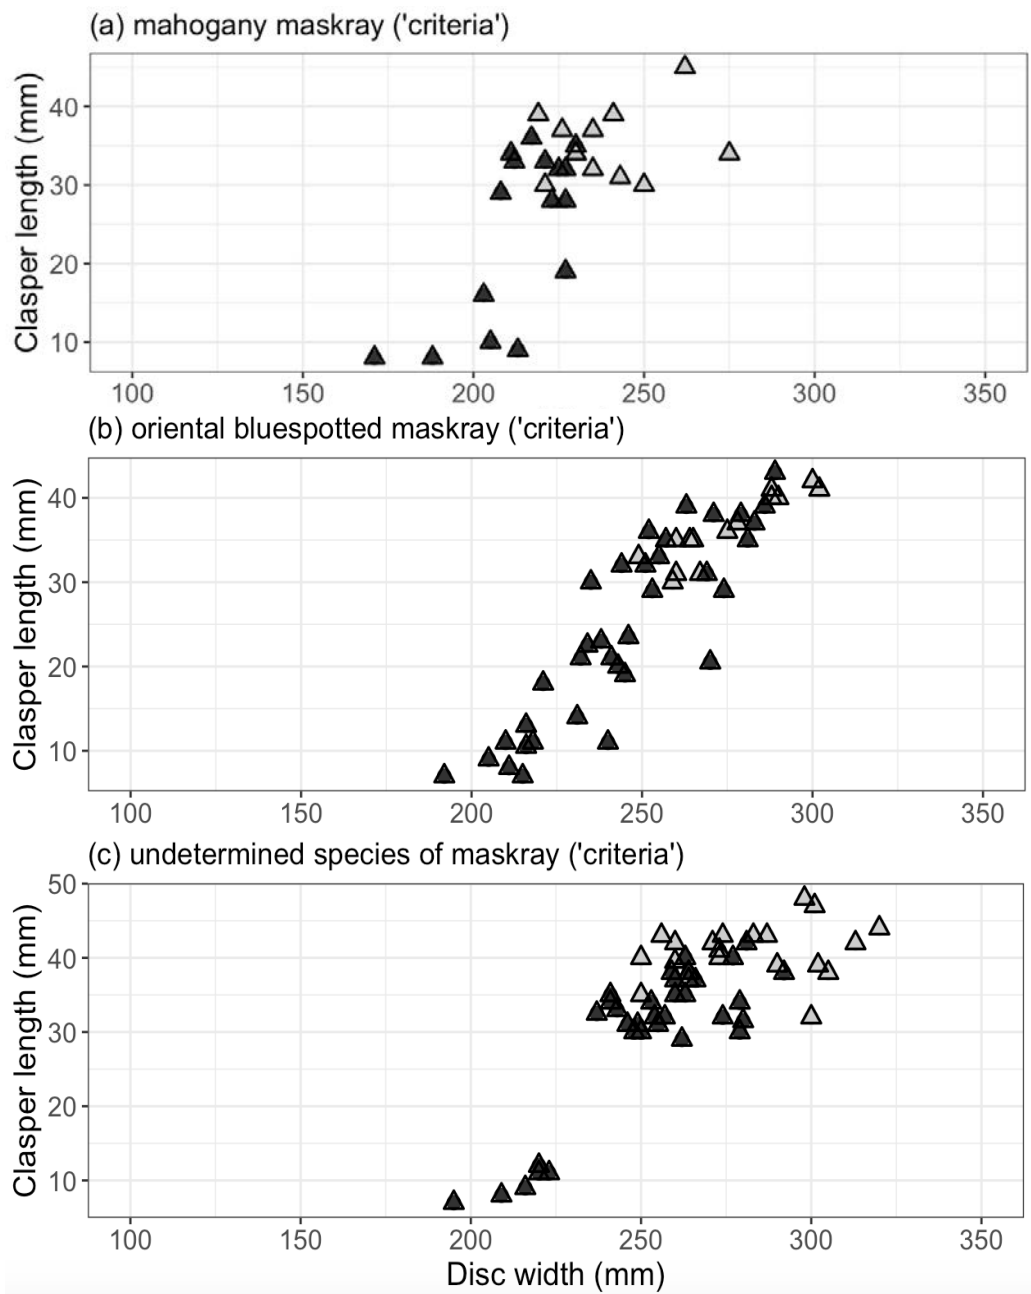 (a) mahogany maskray ('criteria')
Clasper length (mm)
40
30
20
10
100 150 200 250 300 350
(b) oriental bluespotted maskray ('criteria')
Clasper length (mm)
40
30
20
10
100 150 200 250 300 350
(c) undetermined species of maskray ('criteria')
Clasper length (mm)
50
40
30
20
10
100 150 200 250 300 350
Disc width (mm)